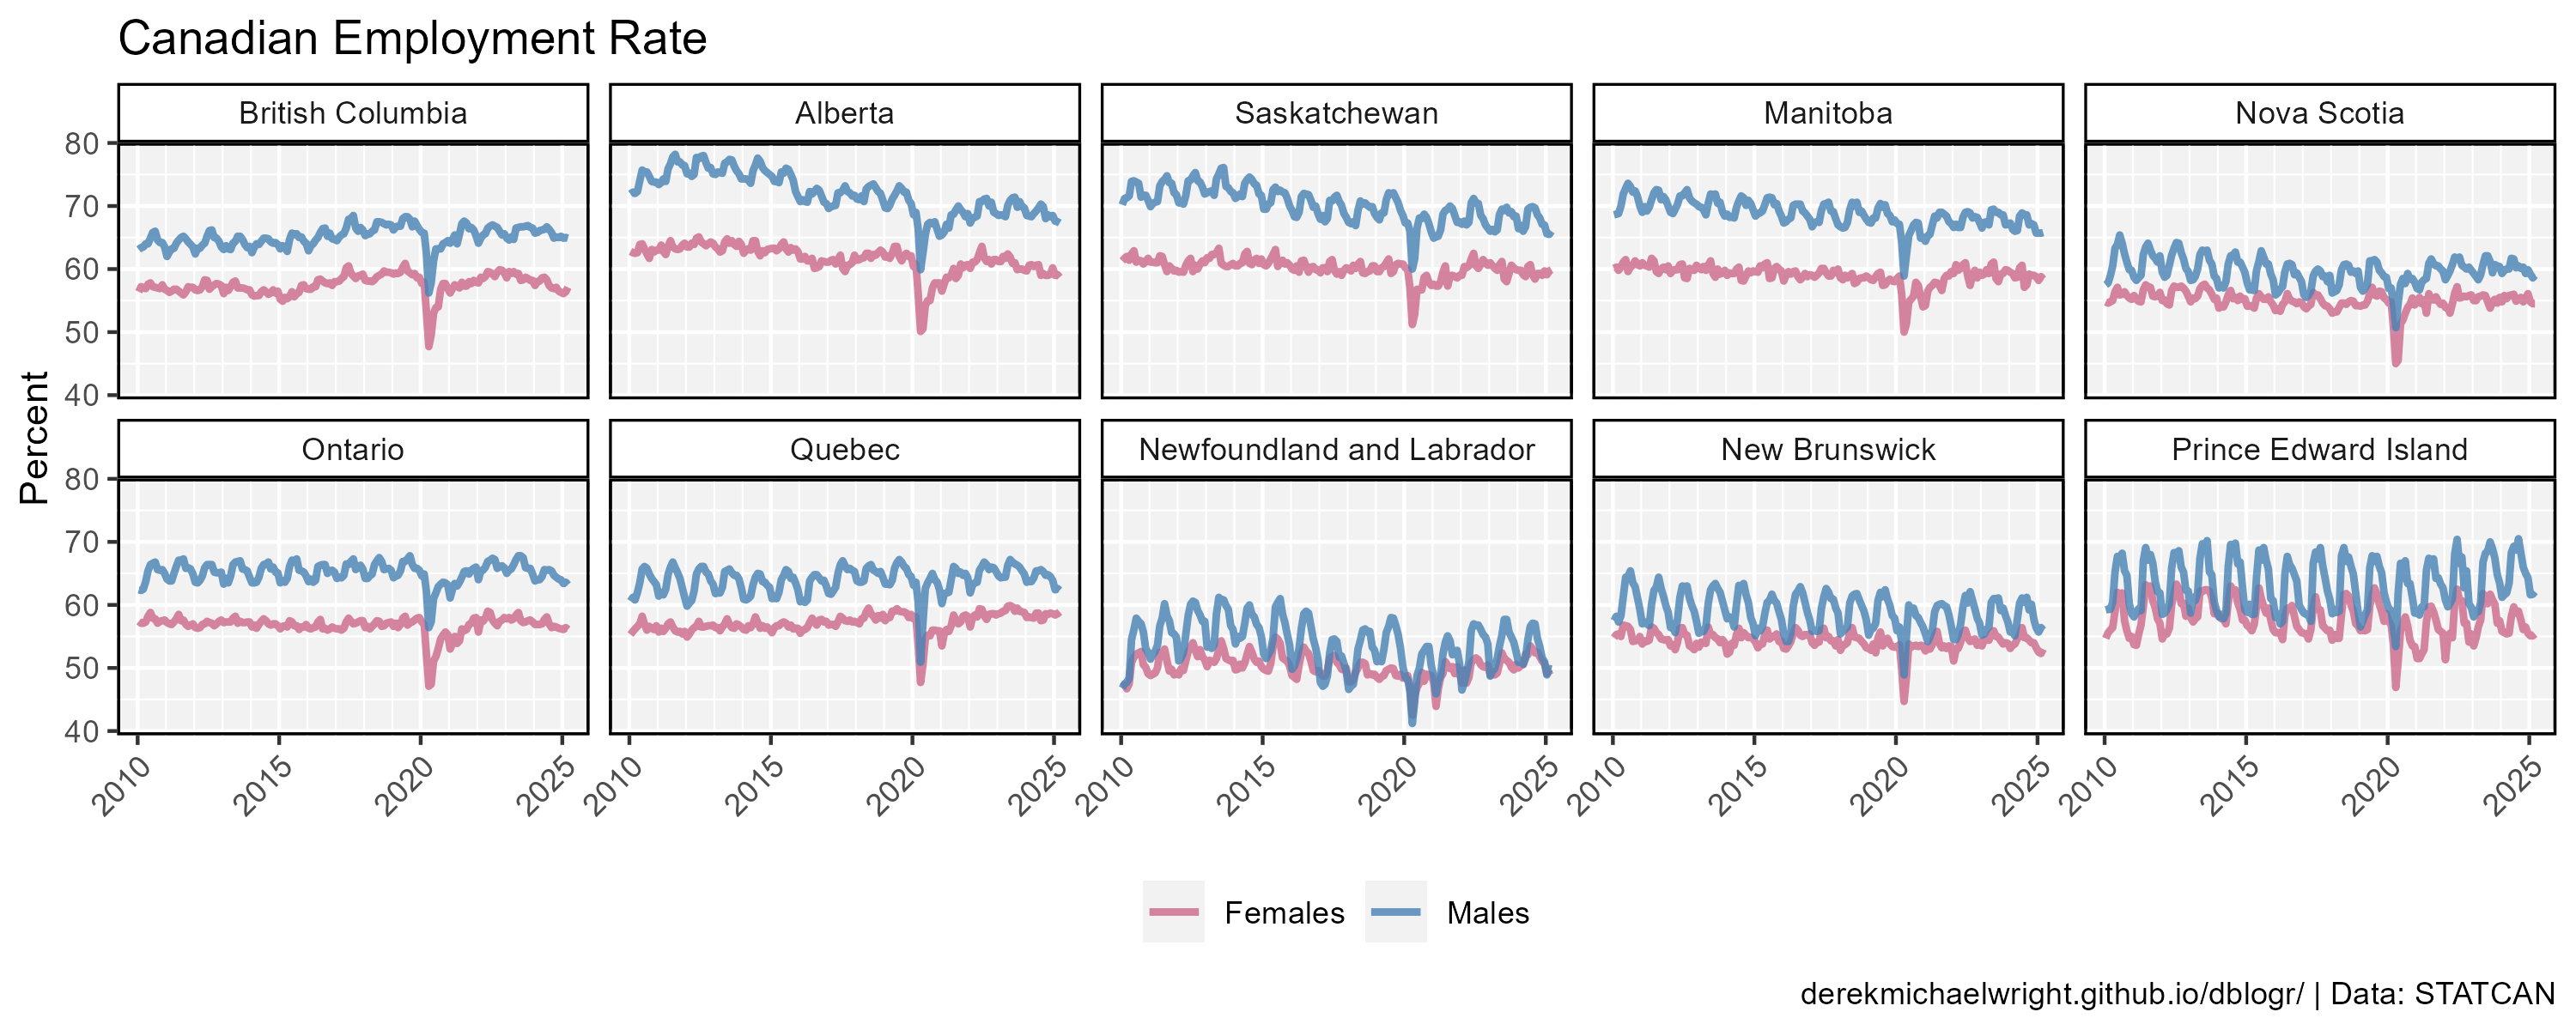 Canadian Employment Rate
British Columbia Alberta Saskatchewan Manitoba Nova Scotia
80
70
60
50
40
Percent
Ontario Quebec Newfoundland and Labrador New Brunswick Prince Edward Island
80
70
60
50
40
2010 2015 2020 2025 2010 2015 2020 2025 2010 2015 2020 2025 2010 2015 2020 2025 2010 2015 2020 2025
Females Males
derekmichaelwright.github.io/dblogr/ | Data: STATCAN